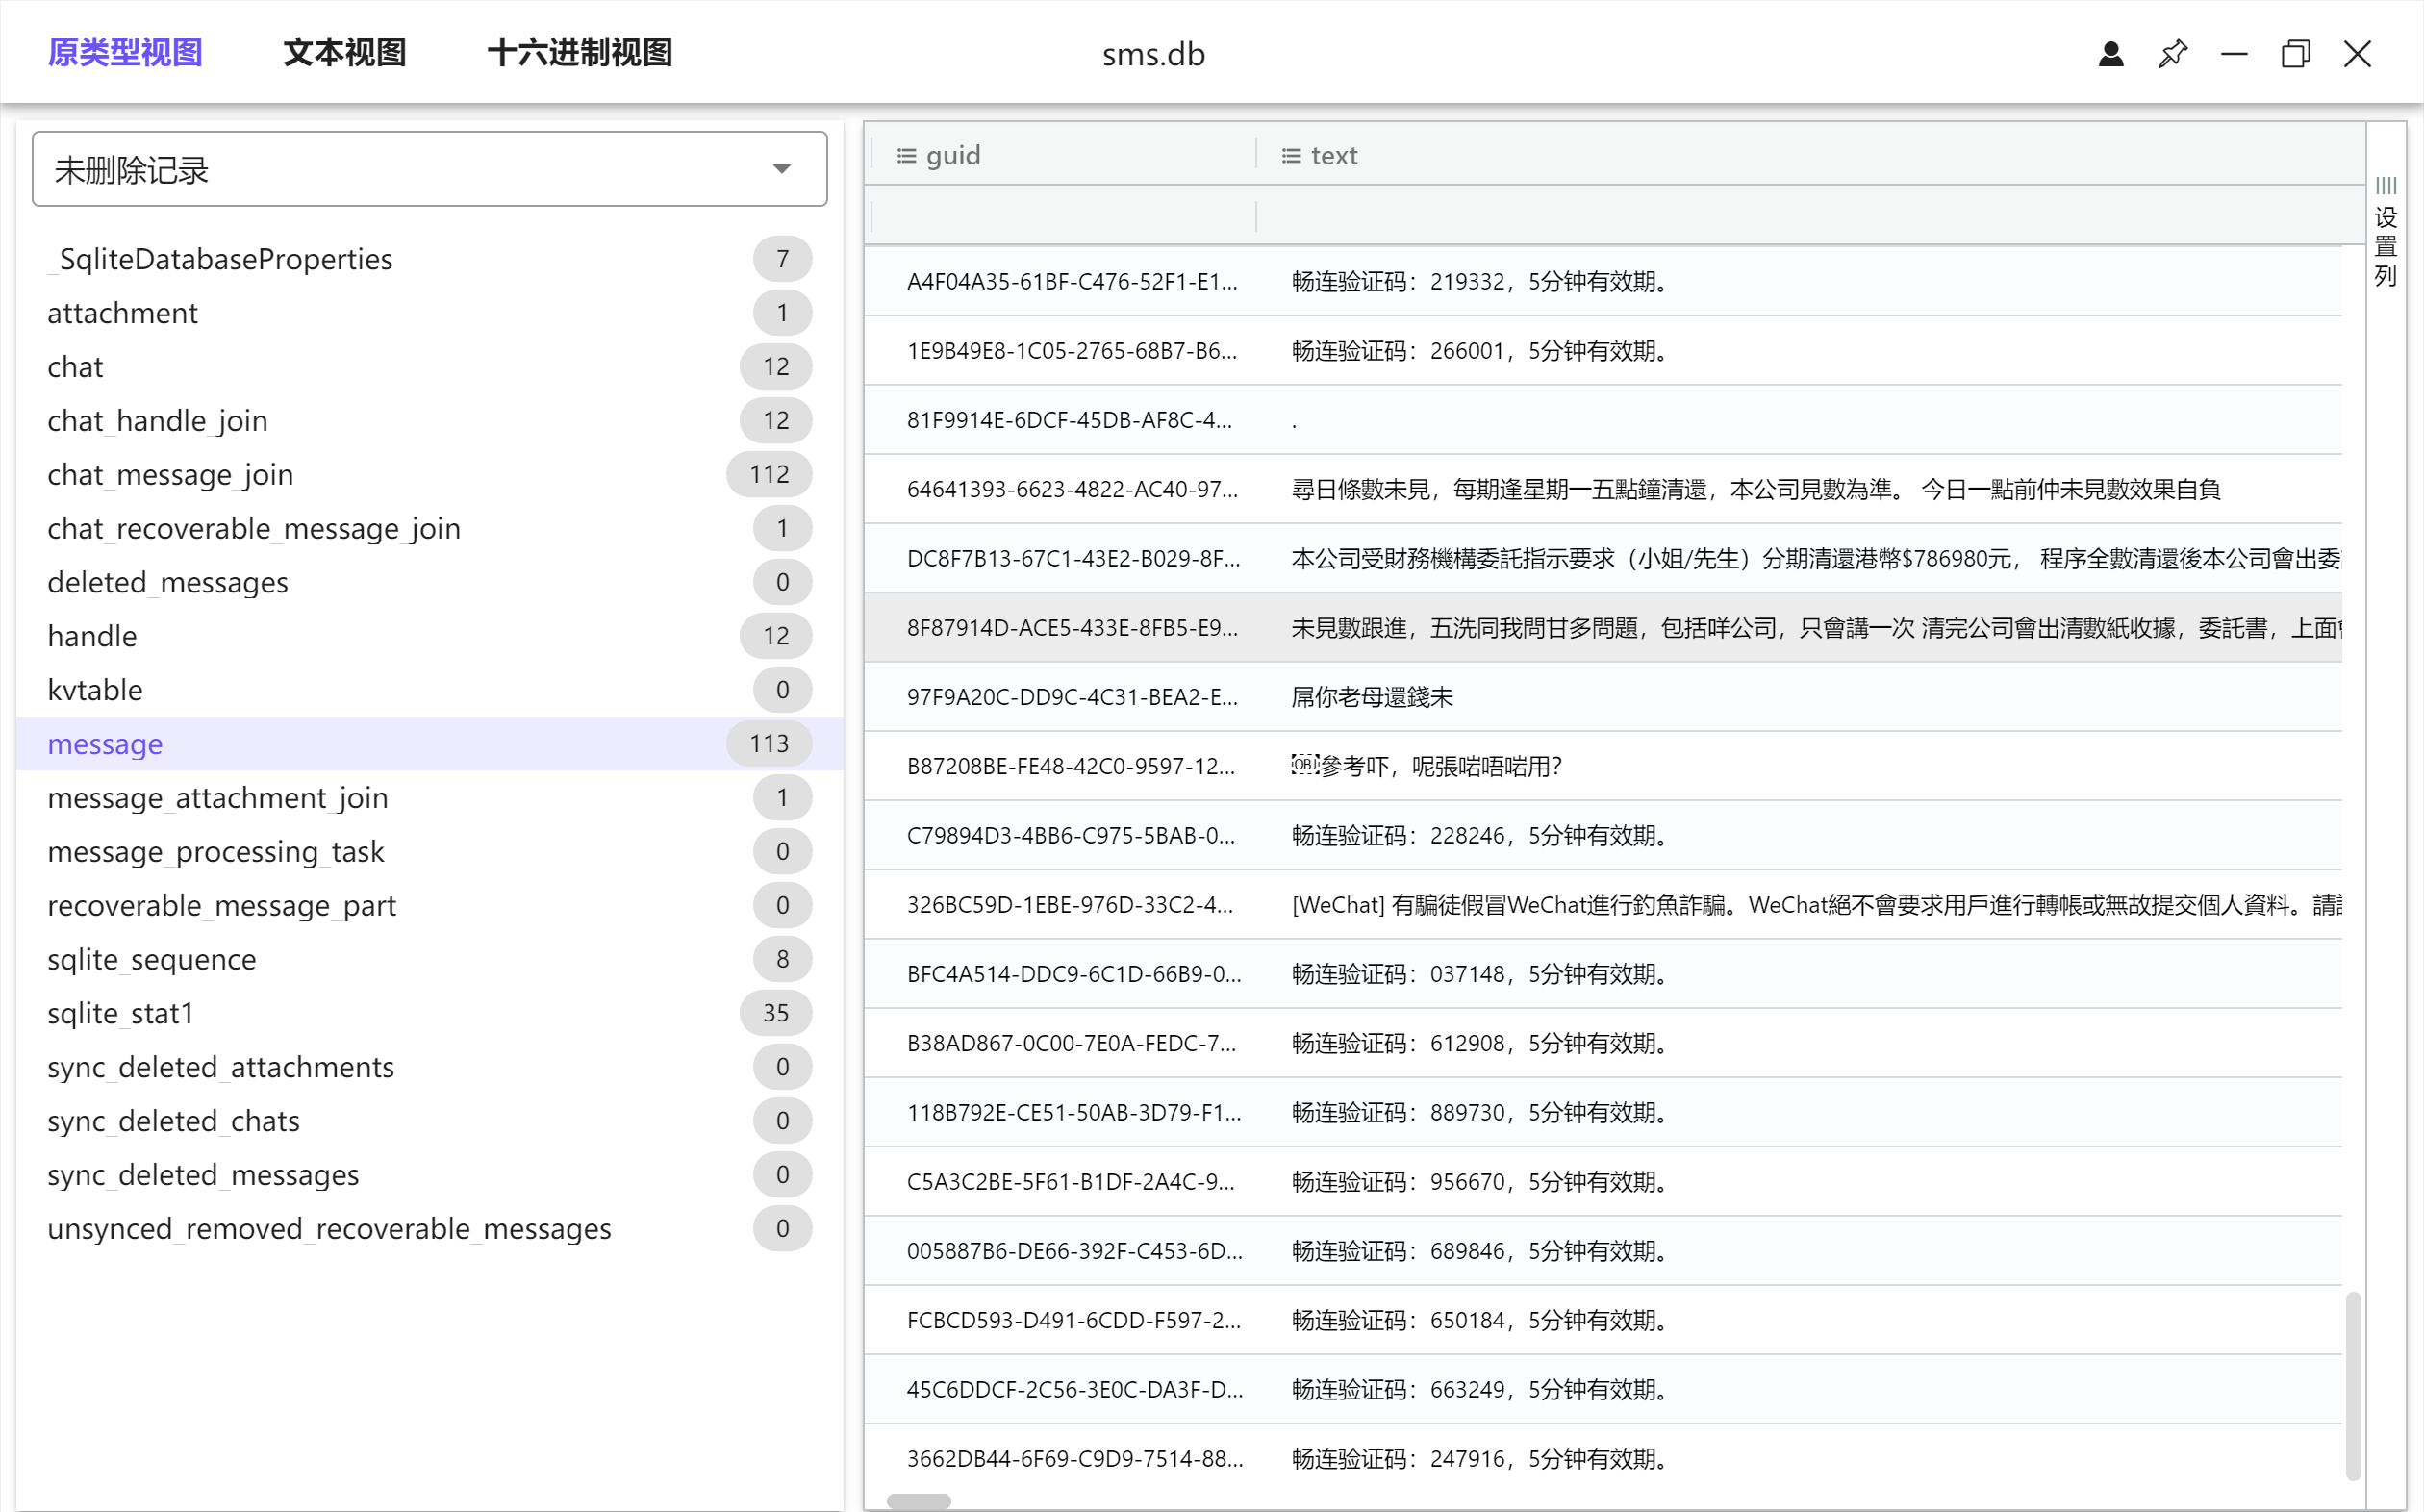 原类型视图 文本视图 十六进制视图 sms.db
未删除记录
_SqliteDatabaseProperties 7
attachment 1
chat 12
chat_handle_join 12
chat_message_join 112
chat_recoverable_message_join 1
deleted_messages 0
handle 12
kvtable 0
message 113
message_attachment_join 1
message_processing_task 0
recoverable_message_part 0
sqlite_sequence 8
sqlite_stat1 35
sync_deleted_attachments 0
sync_deleted_chats 0
sync_deleted_messages 0
unsynced_removed_recoverable_messages 0
guid text
A4F04A35-61BF-C476-52F1-E1... 畅连验证码：219332，5分钟有效期。
1E9B49E8-1C05-2765-68B7-B6... 畅连验证码：266001，5分钟有效期。
81F9914E-6DCF-45DB-AF8C-4... .
64641393-6623-4822-AC40-97... 尋日條數未見，每期逢星期一五點鐘清還，本公司見數為準。 今日一點前仲未見數效果自負
DC8F7B13-67C1-43E2-B029-8F... 本公司受財務機構委託指示要求（小姐/先生）分期清還港幣$786980元， 程序全數清還後本公司會出委
8F87914D-ACE5-433E-8FB5-E9... 未見數跟進，五洗同我問甘多問題，包括咩公司，只會講一次 清完公司會出清數紙收據，委託書，上面
97F9A20C-DD9C-4C31-BEA2-E... 屌你老母還錢未
B87208BE-FE48-42C0-9597-12... ￼參考吓，呢張啱唔啱用？
C79894D3-4BB6-C975-5BAB-0... 畅连验证码：228246，5分钟有效期。
326BC59D-1EBE-976D-33C2-4... [WeChat] 有騙徒假冒WeChat進行釣魚詐騙。WeChat絕不會要求用戶進行轉帳或無故提交個人資料。請
BFC4A514-DDC9-6C1D-66B9-0... 畅连验证码：037148，5分钟有效期。
B38AD867-0C00-7E0A-FEDC-7... 畅连验证码：612908，5分钟有效期。
118B792E-CE51-50AB-3D79-F1... 畅连验证码：889730，5分钟有效期。
C5A3C2BE-5F61-B1DF-2A4C-9... 畅连验证码：956670，5分钟有效期。
005887B6-DE66-392F-C453-6D... 畅连验证码：689846，5分钟有效期。
FCBCD593-D491-6CDD-F597-2... 畅连验证码：650184，5分钟有效期。
45C6DDCF-2C56-3E0C-DA3F-D... 畅连验证码：663249，5分钟有效期。
3662DB44-6F69-C9D9-7514-88... 畅连验证码：247916，5分钟有效期。
设置列